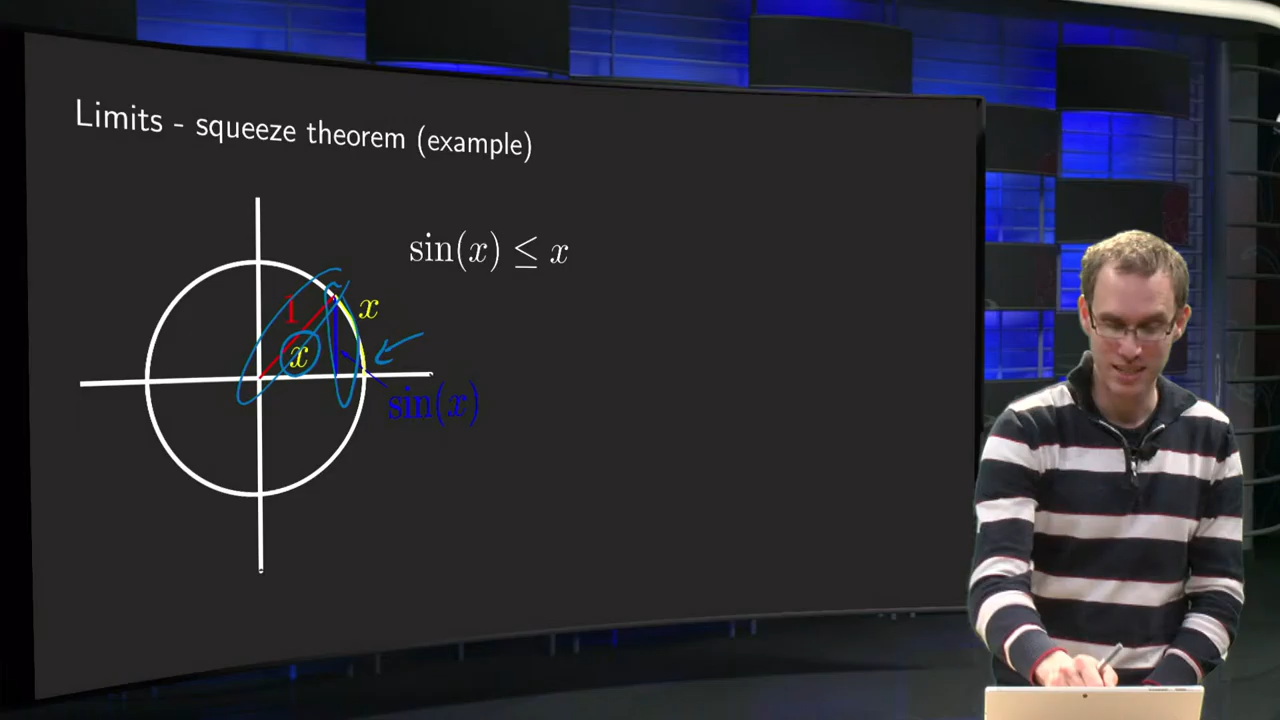 Limits - squeeze theorem (example)
sin(x) ≤ x
1
x
x
sin(x)